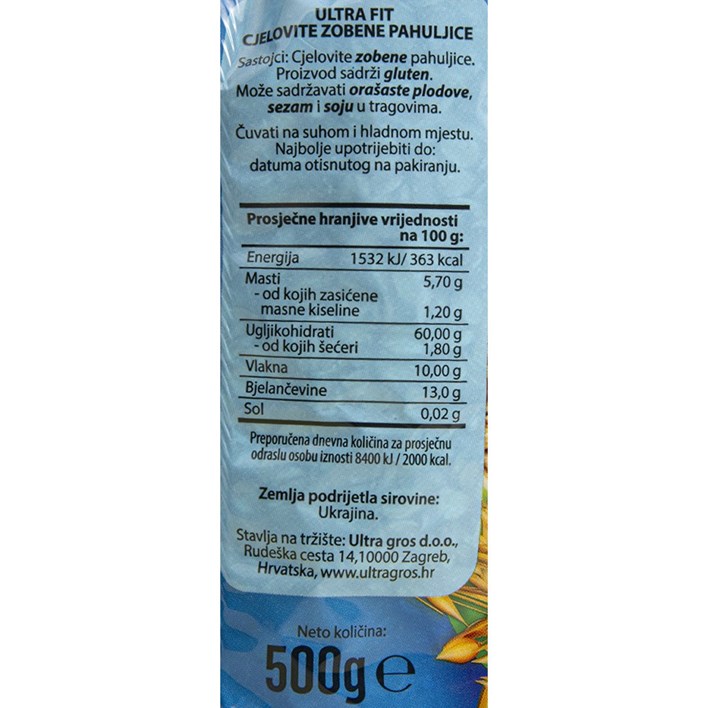 ULTRA FIT
CJELOVITE ZOBENE PAHULJICE
Sastojci: Cjelovite zobene pahuljice.
Proizvod sadrži gluten.
Može sadržavati orašaste plodove,
sezam i soju u tragovima.
Čuvati na suhom i hladnom mjestu.
Najbolje upotrijebiti do:
datuma otisnutog na pakiranju.
Prosječne hranjive vrijednosti
na 100 g:
Energija 1532 kJ/ 363 kcal
Masti 5,70 g
- od kojih zasićene
masne kiseline 1,20 g
Ugljikohidrati 60,00 g
- od kojih šećeri 1,80 g
Vlakna 10,00 g
Bjelančevine 13,0 g
Sol 0,02 g
Preporučena dnevna količina za prosječnu
odraslu osobu iznosti 8400 kJ / 2000 kcal.
Zemlja podrijetla sirovine:
Ukrajina.
Stavlja na tržište: Ultra gros d.o.o.,
Rudeška cesta 14,10000 Zagreb,
Hrvatska, www.ultragros.hr
Neto količina:
500g e